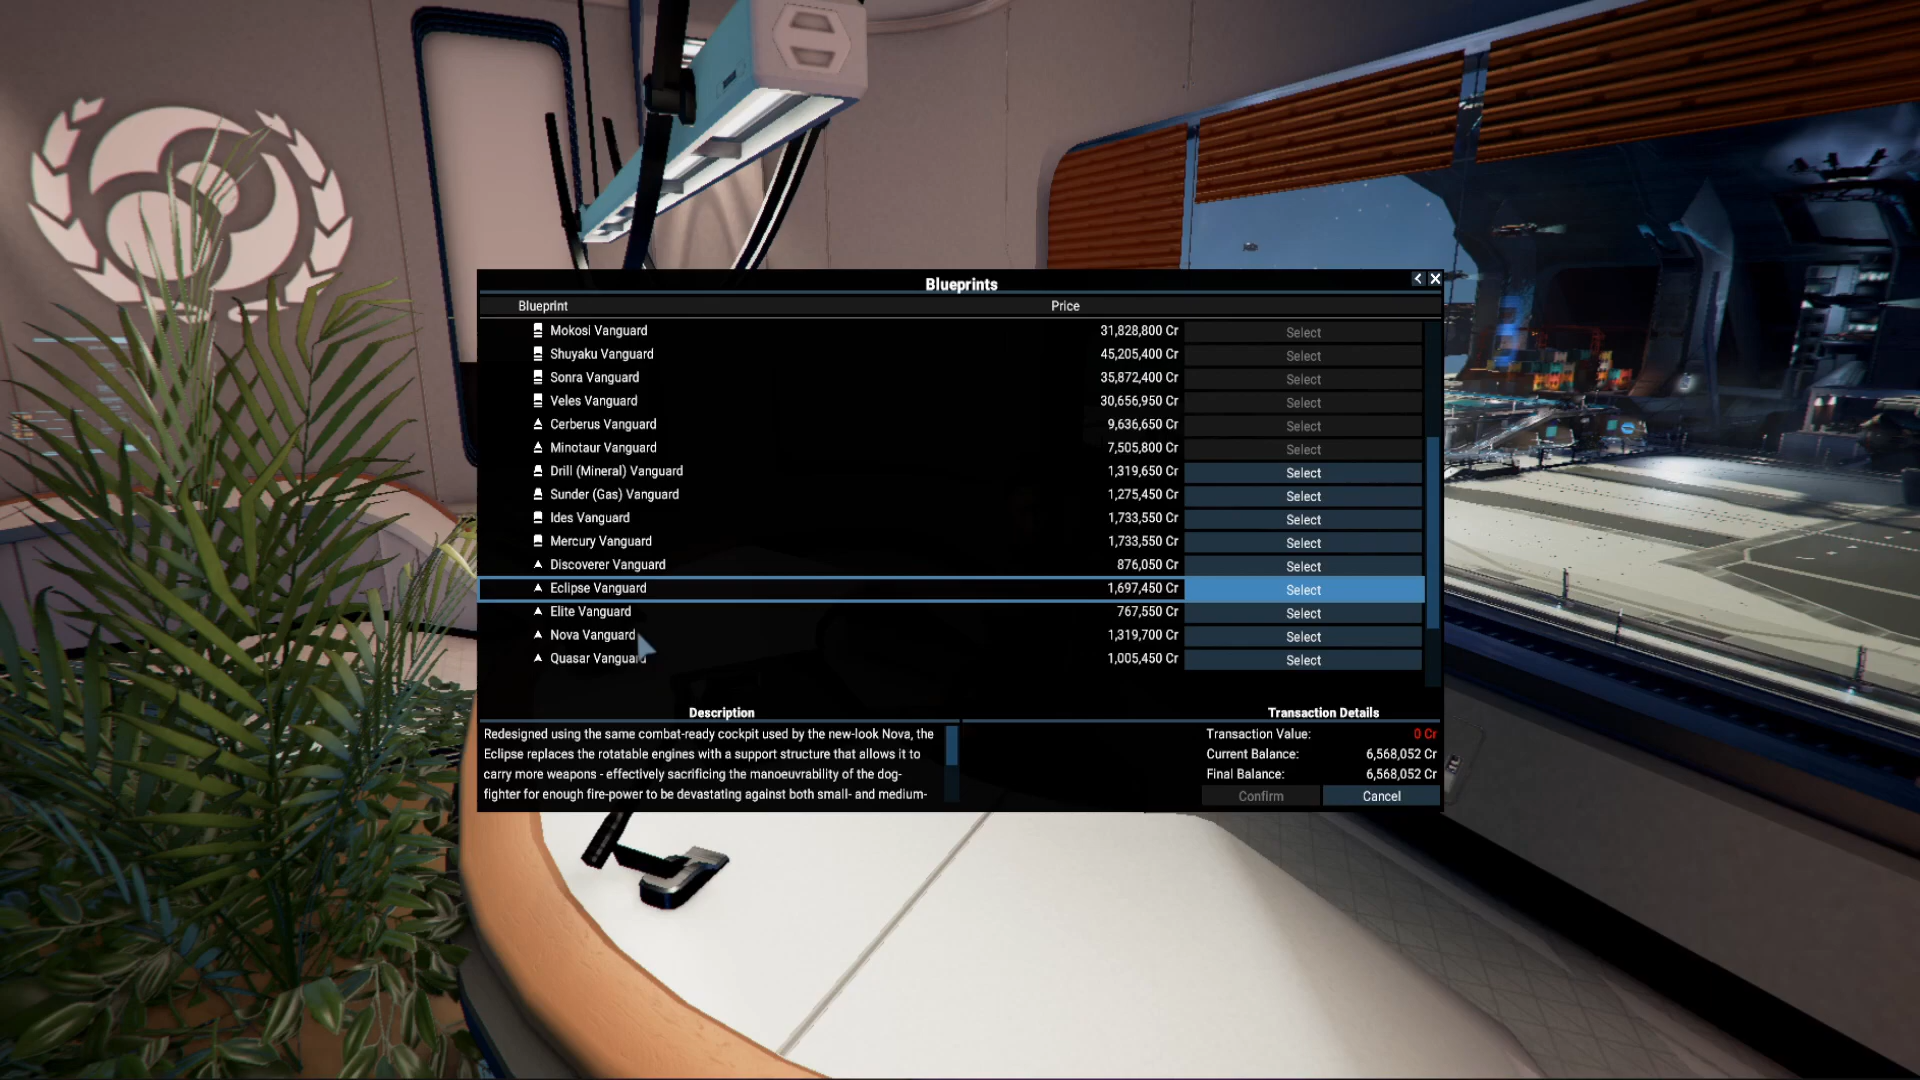 Blueprints
Blueprint Price
Mokosi Vanguard 31,828,800 Cr Select
Shuyaku Vanguard 45,205,400 Cr Select
Sonra Vanguard 35,872,400 Cr Select
Veles Vanguard 30,656,950 Cr Select
Cerberus Vanguard 9,636,650 Cr Select
Minotaur Vanguard 7,505,800 Cr Select
Drill (Mineral) Vanguard 1,319,650 Cr Select
Sunder (Gas) Vanguard 1,275,450 Cr Select
Ides Vanguard 1,733,550 Cr Select
Mercury Vanguard 1,733,550 Cr Select
Discoverer Vanguard 876,050 Cr Select
Eclipse Vanguard 1,697,450 Cr Select
Elite Vanguard 767,550 Cr Select
Nova Vanguard 1,319,700 Cr Select
Quasar Vanguard 1,005,450 Cr Select
Description
Redesigned using the same combat-ready cockpit used by the new-look Nova, the
Eclipse replaces the rotatable engines with a support structure that allows it to
carry more weapons - effectively sacrificing the manoeuvrability of the dog-
fighter for enough fire-power to be devastating against both small- and medium-
Transaction Details
Transaction Value: 0 Cr
Current Balance: 6,568,052 Cr
Final Balance: 6,568,052 Cr
Confirm Cancel